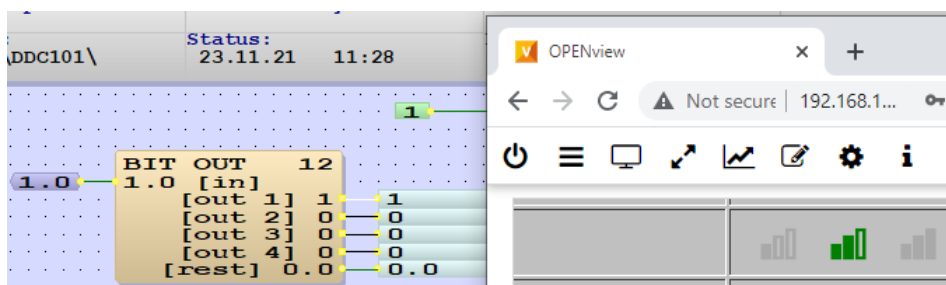 Status:
\DDC101\ 23.11.21 11:28
1
BIT OUT 12
1.0 1.0 [in]
[out 1] 1 1
[out 2] 0 0
[out 3] 0 0
[out 4] 0 0
[rest] 0.0 0.0
OPENview
Not secure 192.168.1...